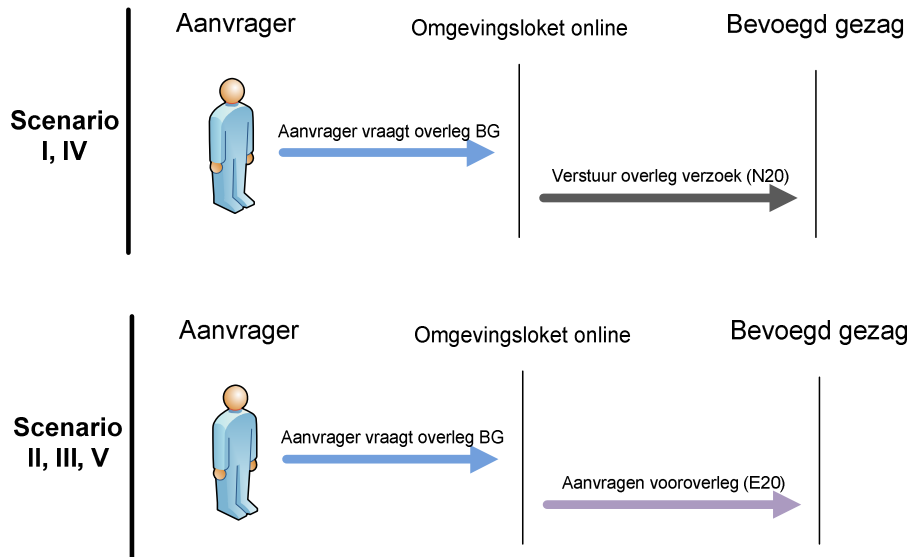 Aanvrager
Omgevingsloket online
Bevoegd gezag
Scenario
I, IV
Aanvrager vraagt overleg BG
Verstuur overleg verzoek (N20)
Aanvrager
Omgevingsloket online
Bevoegd gezag
Scenario
II, III, V
Aanvrager vraagt overleg BG
Aanvragen vooroverleg (E20)